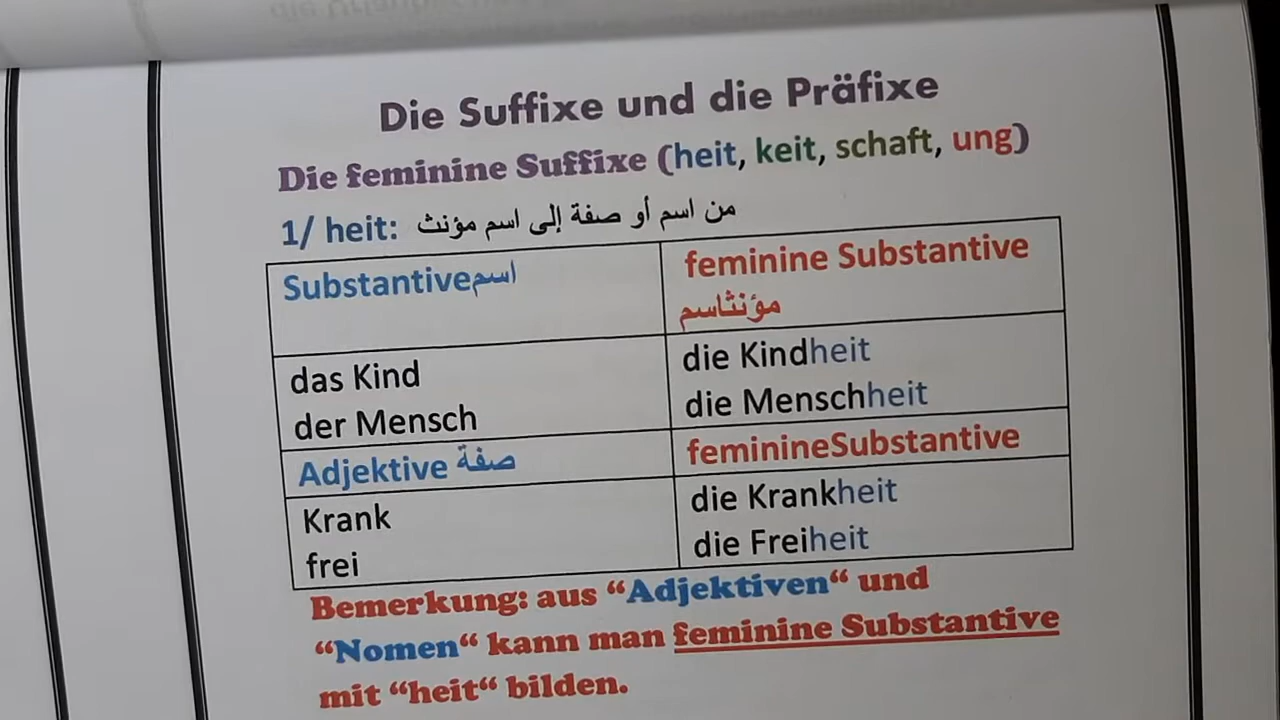 Die Suffixe und die Präfixe
Die feminine Suffixe (heit, keit, schaft, ung)
1/ heit: من اسم أو صفة إلى اسم مؤنث
Substantiveاسم
feminine Substantive
مؤنثاسم
das Kind
der Mensch
die Kindheit
die Menschheit
Adjektive صفة
feminineSubstantive
Krank
frei
die Krankheit
die Freiheit
Bemerkung: aus “Adjektiven“ und
“Nomen“ kann man feminine Substantive
mit “heit“ bilden.